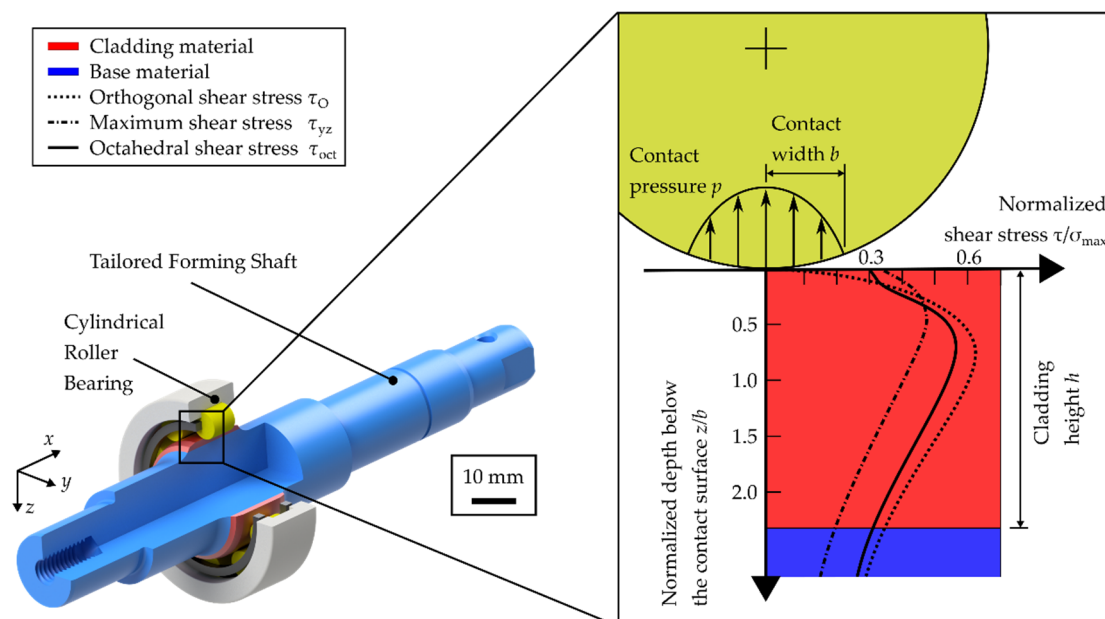 Cladding material
Base material
Orthogonal shear stress τO
Maximum shear stress τyz
Octahedral shear stress τoct
Tailored Forming Shaft
Cylindrical
Roller
Bearing
x
y
z
10 mm
Contact
width b
Contact
pressure p
Normalized
shear stress τ/σmax
0.3
0.6
0.5
1.0
1.5
2.0
Cladding
height h
Normalized depth below
the contact surface z/b